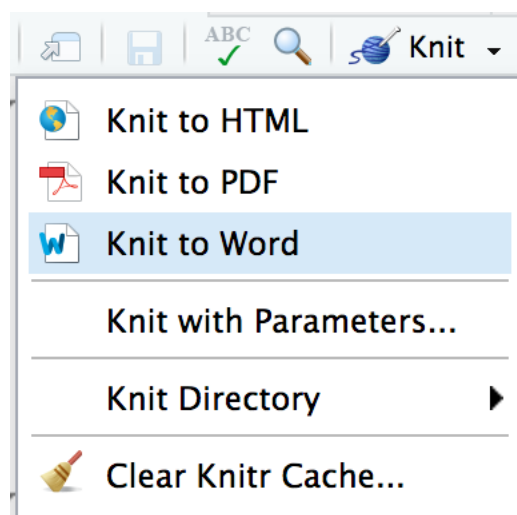 ABC Knit
Knit to HTML
Knit to PDF
W Knit to Word
Knit with Parameters...
Knit Directory
Clear Knitr Cache...